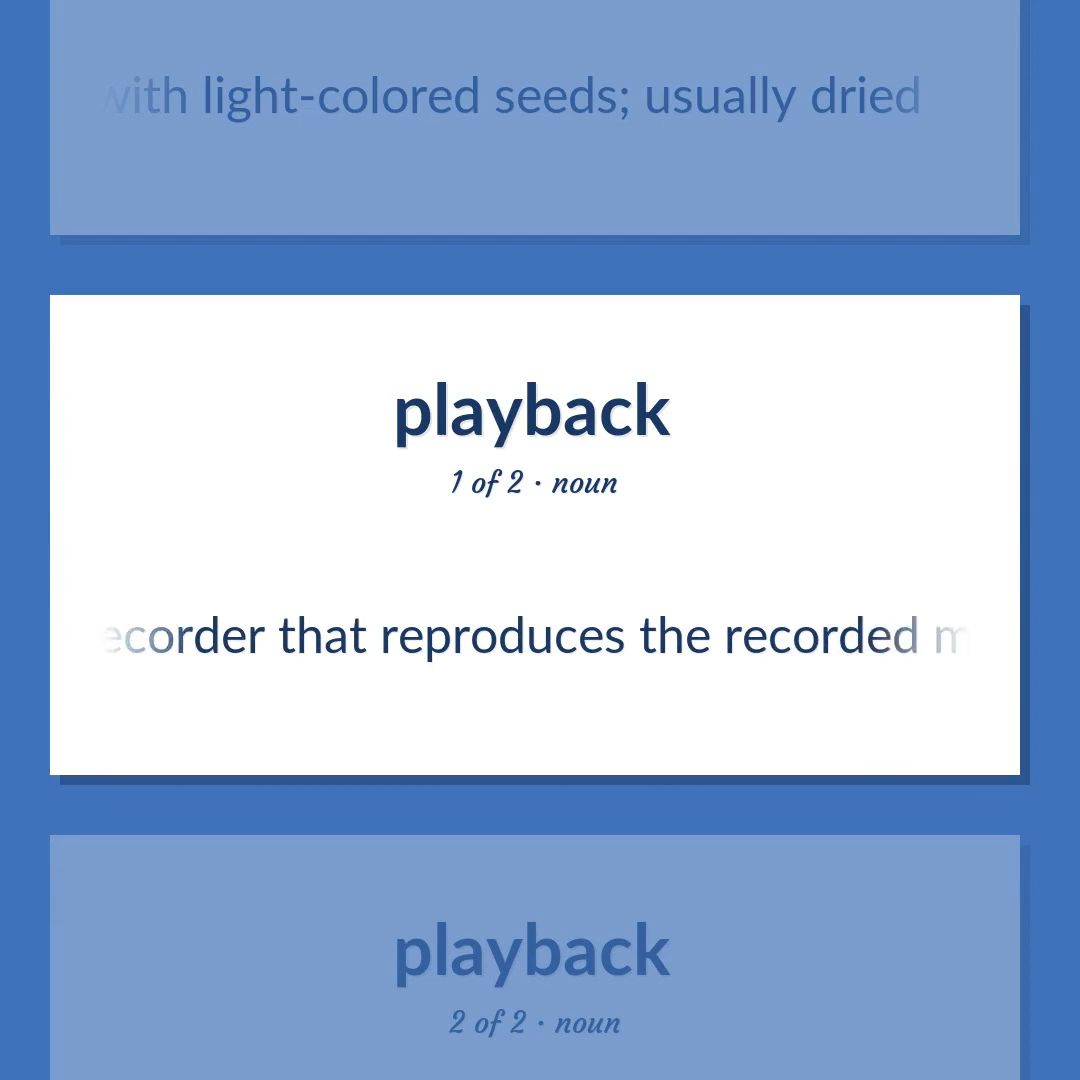 with light-colored seeds; usually dried
playback
1 of 2 · noun
ecorder that reproduces the recorded m
playback
2 of 2 · noun